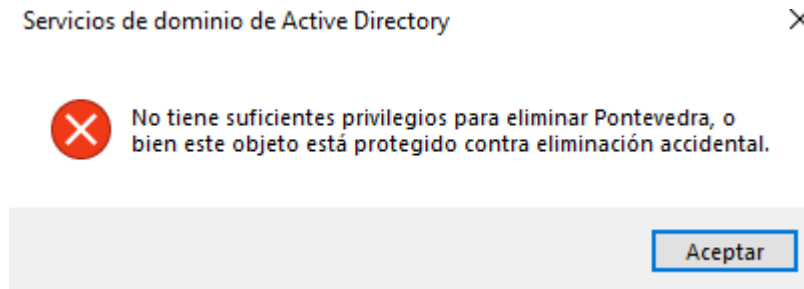 Servicios de dominio de Active Directory
No tiene suficientes privilegios para eliminar Pontevedra, o
bien este objeto está protegido contra eliminación accidental.
Aceptar